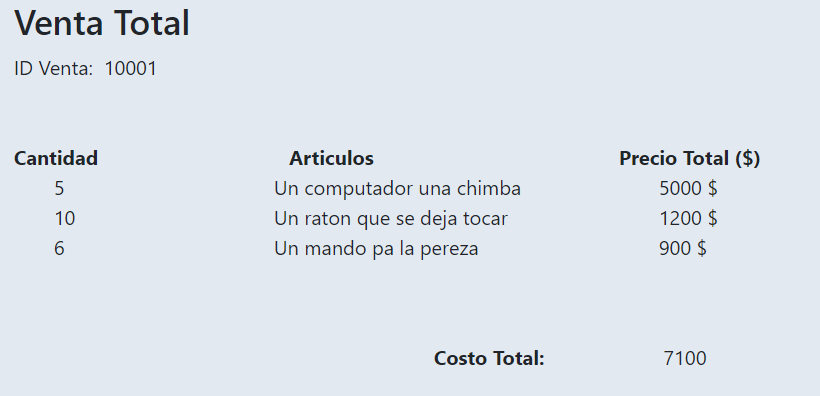 Venta Total
ID Venta: 10001
Cantidad Articulos Precio Total ($)
5 Un computador una chimba 5000 $
10 Un raton que se deja tocar 1200 $
6 Un mando pa la pereza 900 $
Costo Total: 7100